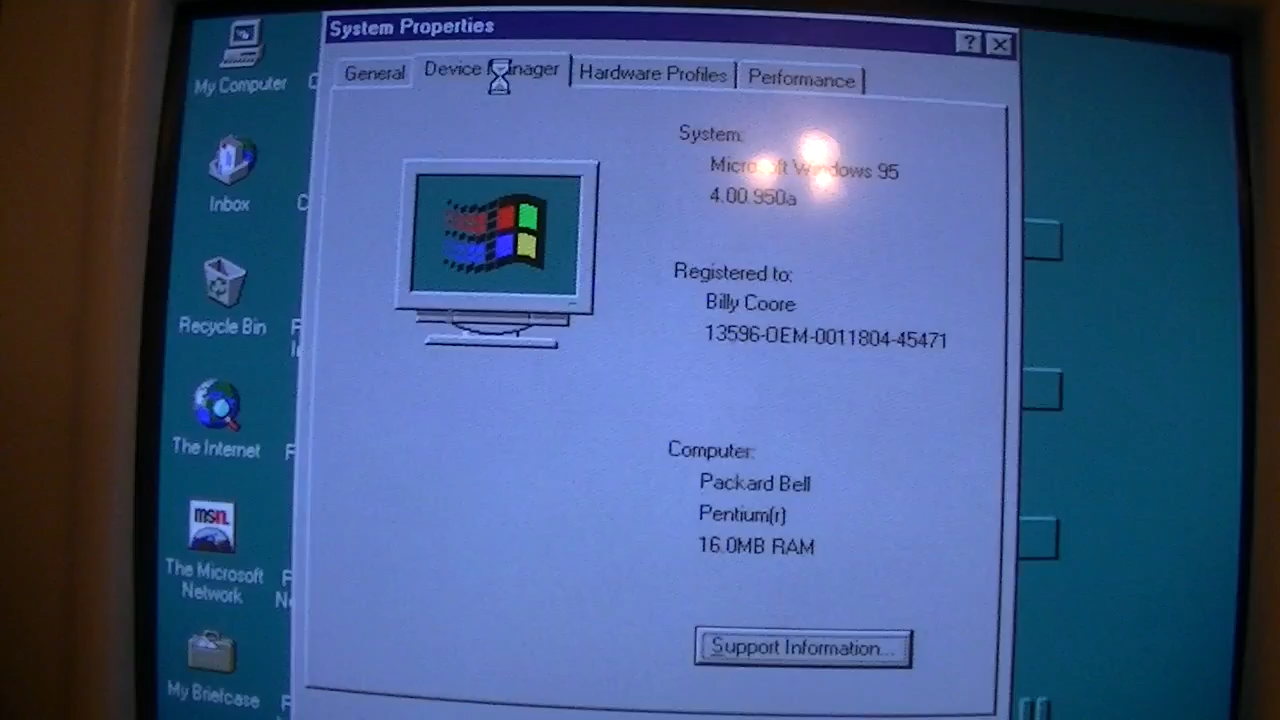 System Properties
General
Device Manager
Hardware Profiles
Performance
My Computer
Inbox
Recycle Bin
The Internet
msn
The Microsoft
Network
My Briefcase
System:
Microsoft Windows 95
4.00.950a
Registered to:
Billy Coore
13596-OEM-0011804-45471
Computer:
Packard Bell
Pentium(r)
16.0MB RAM
Support Information...